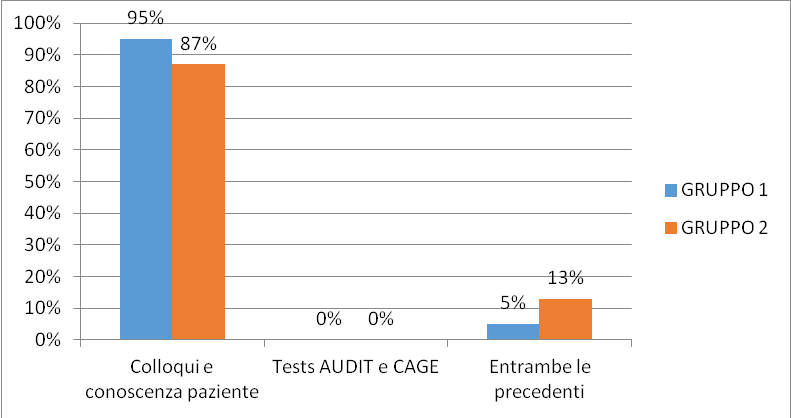 100%
90%
80%
70%
60%
50%
40%
30%
20%
10%
0%
95%
87%
0%
0%
5%
13%
Colloqui e
conoscenza paziente
Tests AUDIT e CAGE
Entrambe le
precedenti
GRUPPO 1
GRUPPO 2